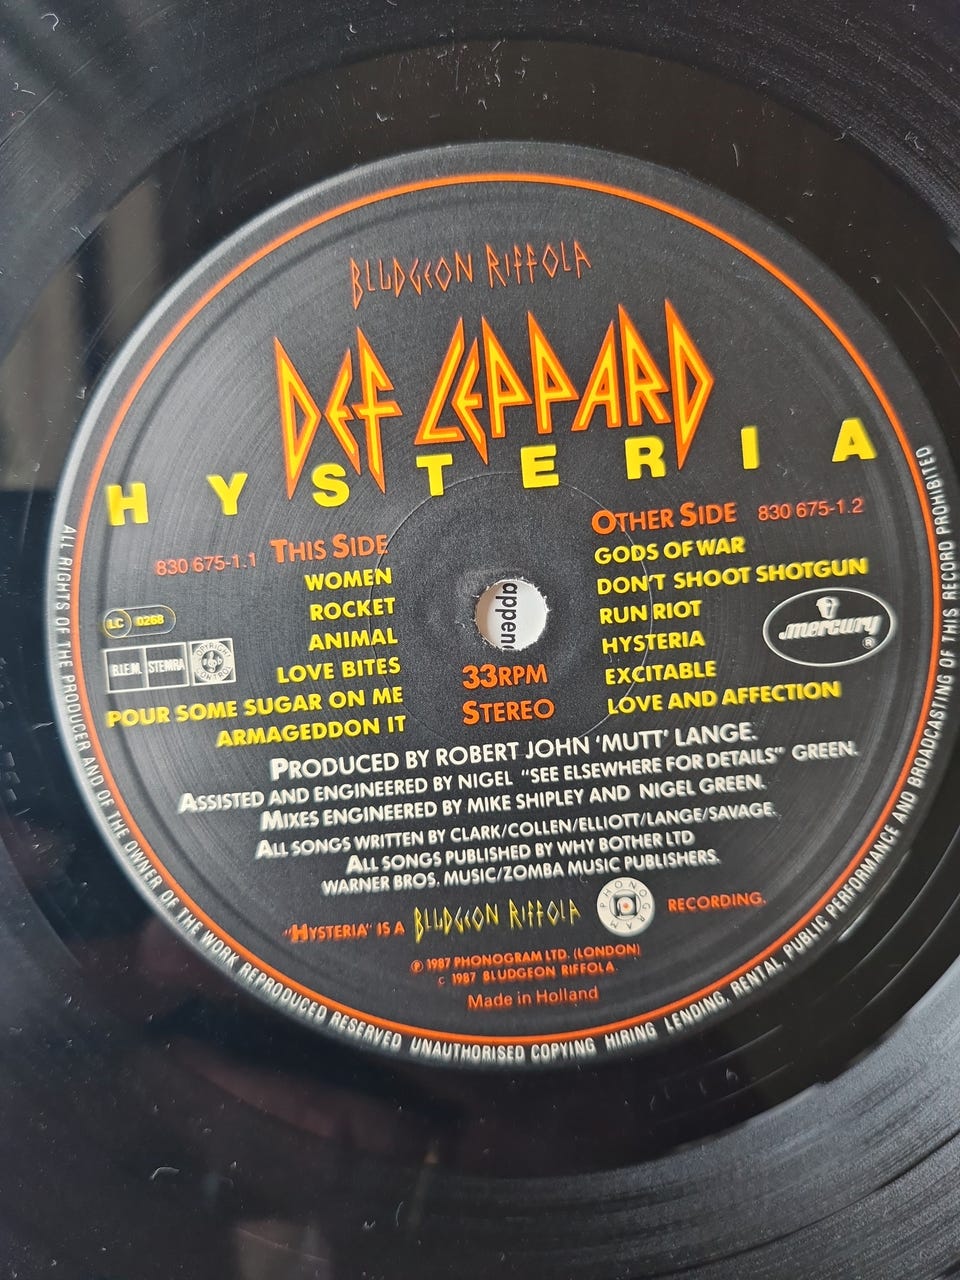 BLUDGEON RIFFOLA
DEF LEPPARD
HYSTERIA
830 675-1.1 THIS SIDE
WOMEN
ROCKET
ANIMAL
LOVE BITES
POUR SOME SUGAR ON ME
ARMAGEDDON IT
OTHER SIDE 830 675-1.2
GODS OF WAR
DON'T SHOOT SHOTGUN
RUN RIOT
HYSTERIA
EXCITABLE
LOVE AND AFFECTION
LC 0268
B.I.E.M. STEMRA
mercury ®
appen
33RPM
STEREO
PRODUCED BY ROBERT JOHN 'MUTT' LANGE.
ASSISTED AND ENGINEERED BY NIGEL "SEE ELSEWHERE FOR DETAILS" GREEN.
MIXES ENGINEERED BY MIKE SHIPLEY AND NIGEL GREEN.
ALL SONGS WRITTEN BY CLARK/COLLEN/ELLIOTT/LANGE/SAVAGE.
ALL SONGS PUBLISHED BY WHY BOTHER LTD
WARNER BROS. MUSIC/ZOMBA MUSIC PUBLISHERS.
"HYSTERIA" IS A BLUDGEON RIFFOLA PHONOGRAM RECORDING.
℗ 1987 PHONOGRAM LTD. (LONDON)
C 1987 BLUDGEON RIFFOLA.
Made in Holland
ALL RIGHTS OF THE PRODUCER AND OF THE OWNER OF THE WORK REPRODUCED RESERVED UNAUTHORISED COPYING HIRING LENDING, RENTAL, PUBLIC PERFORMANCE AND BROADCASTING OF THIS RECORD PROHIBITED